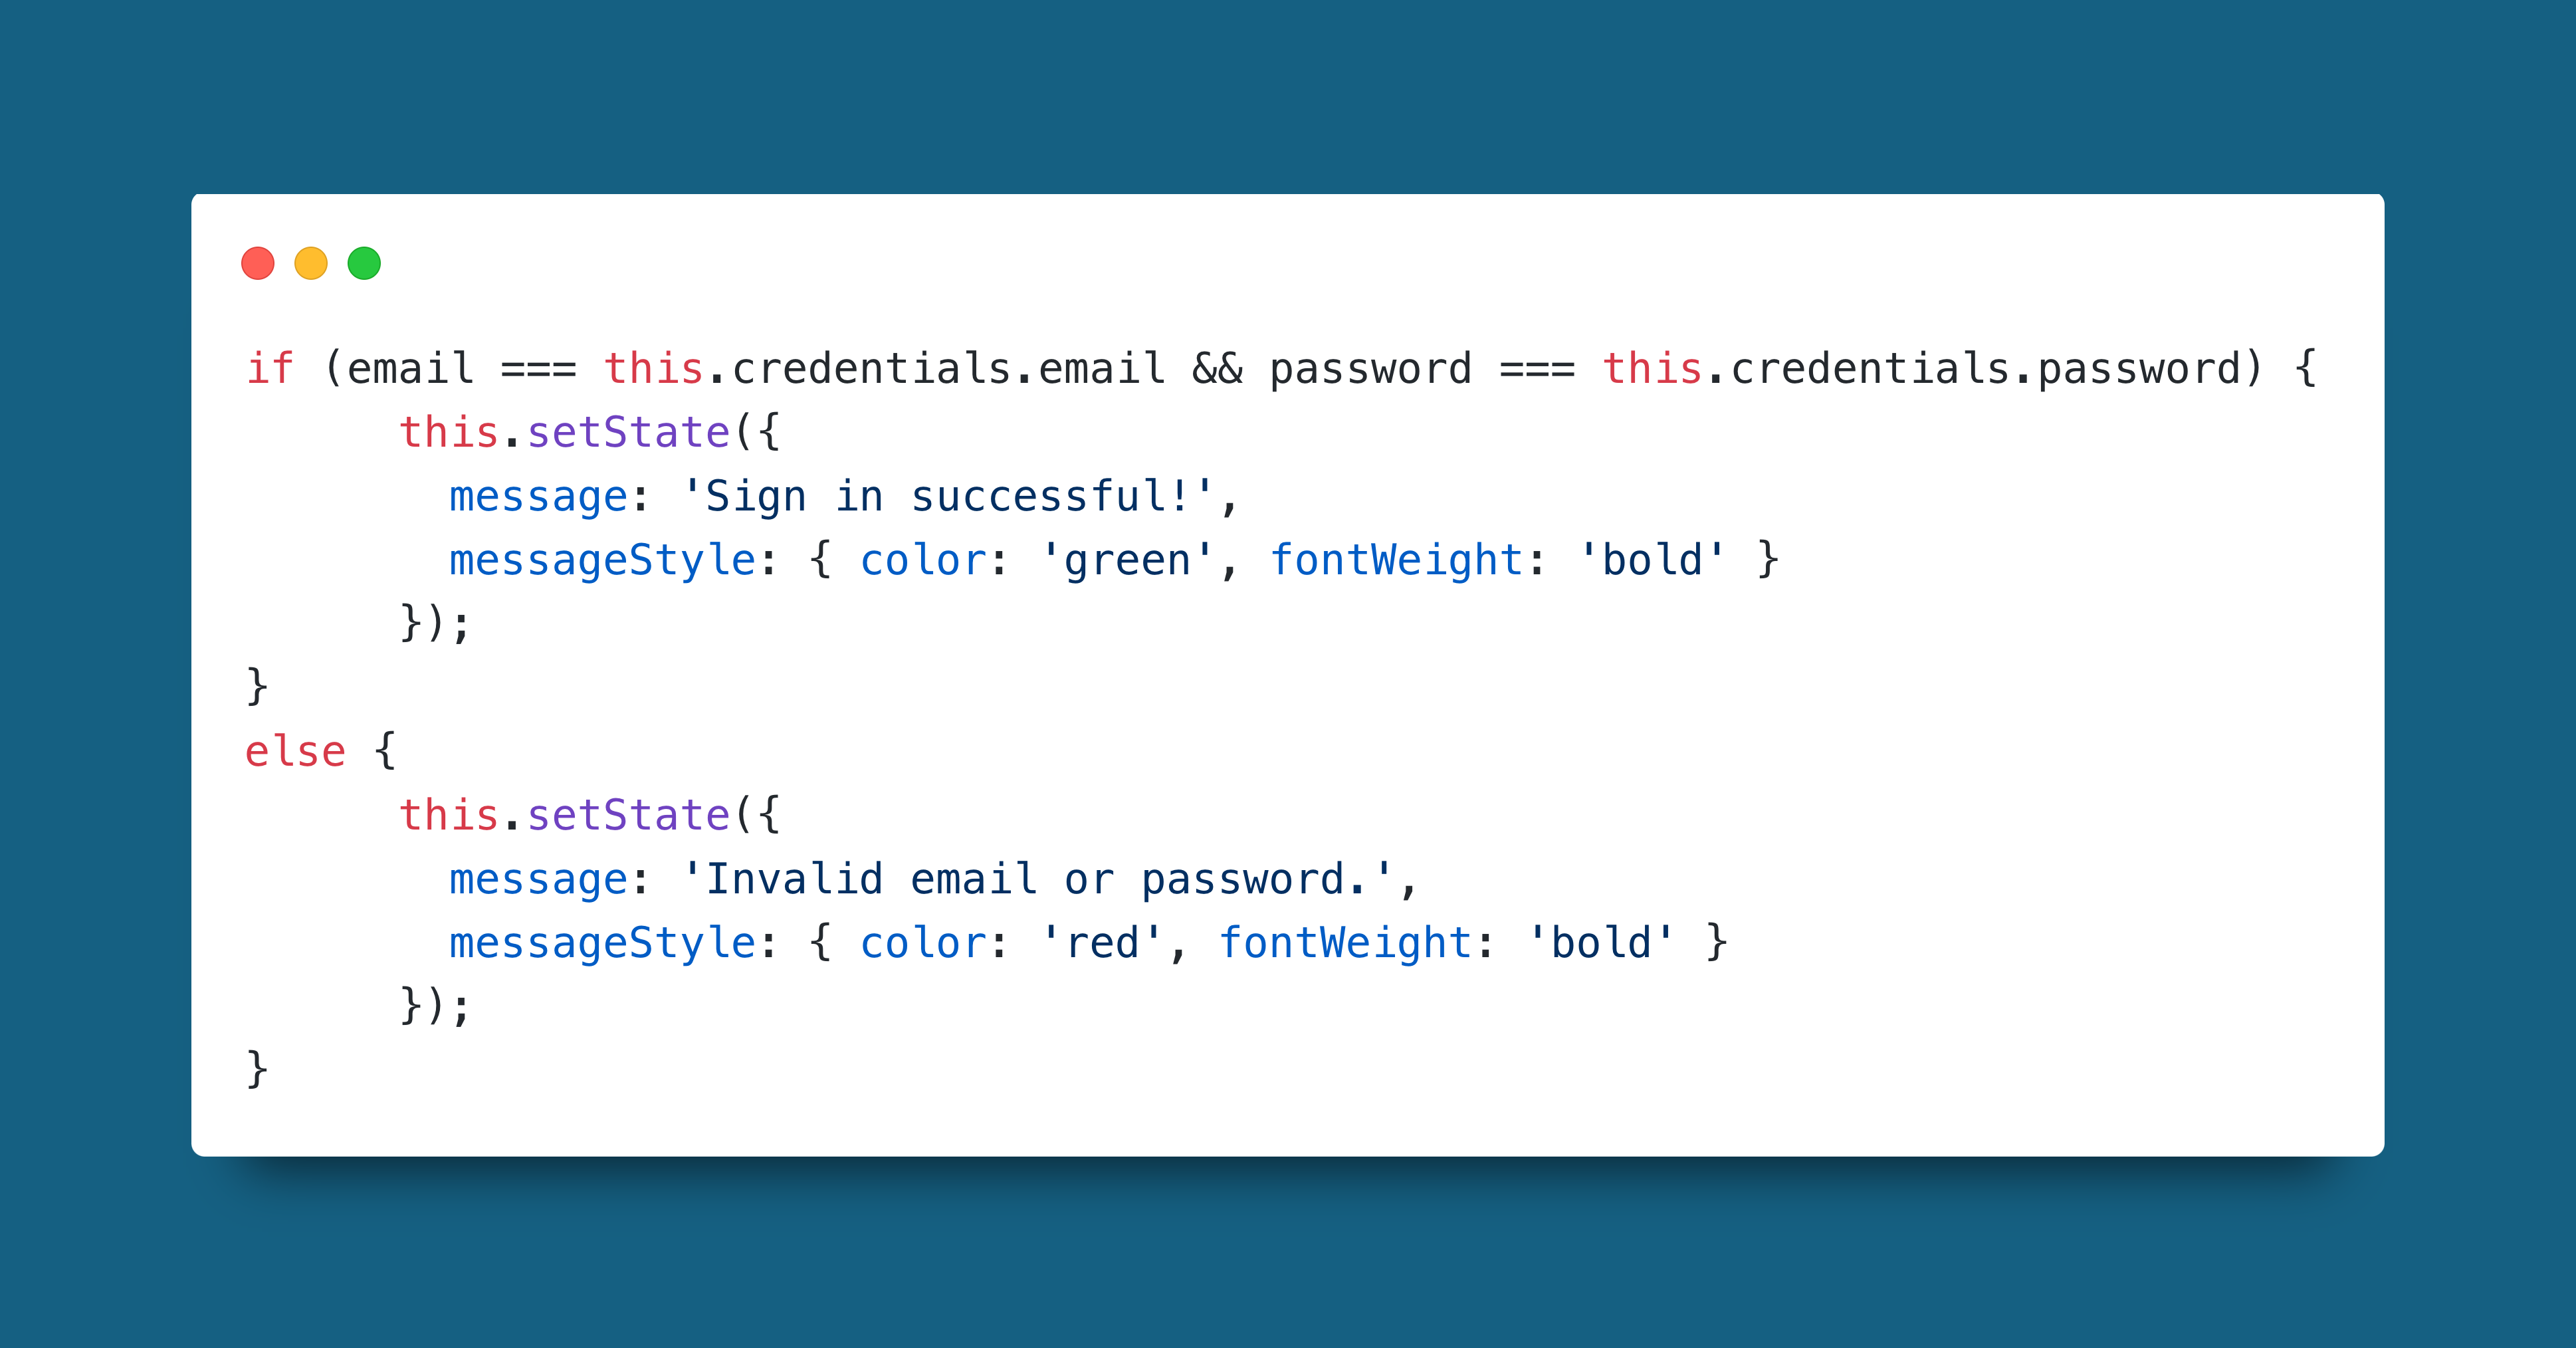 if (email === this.credentials.email && password === this.credentials.password) {
      this.setState({
        message: 'Sign in successful!',
        messageStyle: { color: 'green', fontWeight: 'bold' }
      });
}
else {
      this.setState({
        message: 'Invalid email or password.',
        messageStyle: { color: 'red', fontWeight: 'bold' }
      });
}